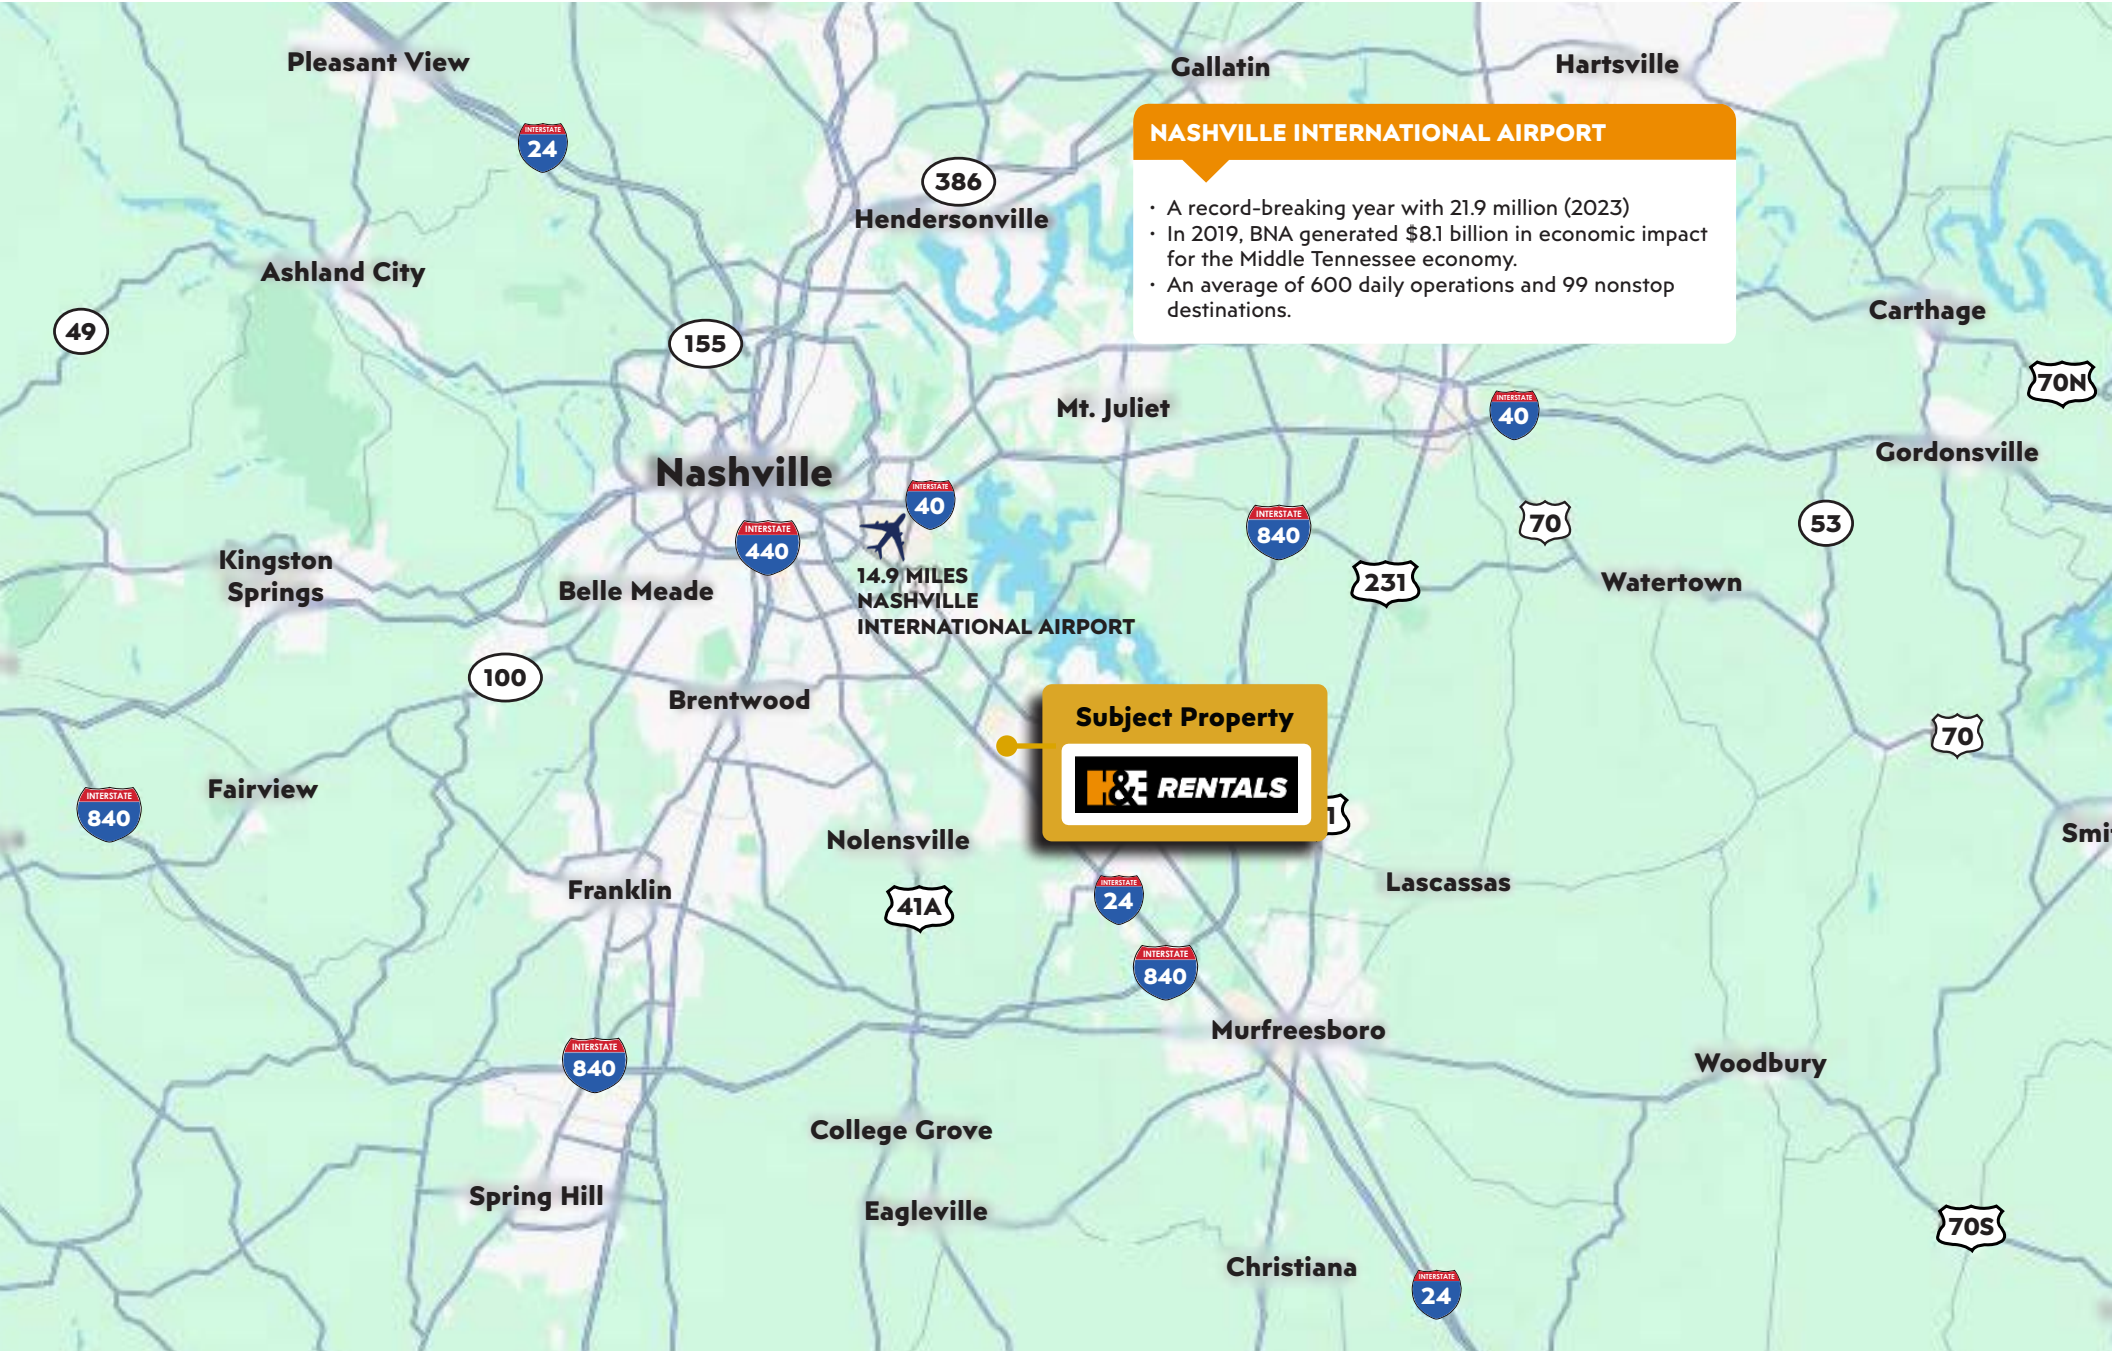 Pleasant View
Gallatin
Hartsville
INTERSTATE
24
NASHVILLE INTERNATIONAL AIRPORT
386
Hendersonville
· A record-breaking year with 21.9 million (2023)
· In 2019, BNA generated $8.1 billion in economic impact
for the Middle Tennessee economy.
· An average of 600 daily operations and 99 nonstop
destinations.
Ashland City
49
155
Carthage
70N
Mt. Juliet
INTERSTATE
40
Nashville
Gordonsville
INTERSTATE
40
INTERSTATE
440
INTERSTATE
840
70
53
Kingston
Springs
Belle Meade
14.9 MILES
NASHVILLE
INTERNATIONAL AIRPORT
231
Watertown
100
Brentwood
Subject Property
H&E RENTALS
70
Fairview
INTERSTATE
840
1
Nolensville
Smi
Franklin
41A
INTERSTATE
24
Lascassas
INTERSTATE
840
Murfreesboro
INTERSTATE
840
Woodbury
College Grove
Spring Hill
Eagleville
70S
Christiana
INTERSTATE
24